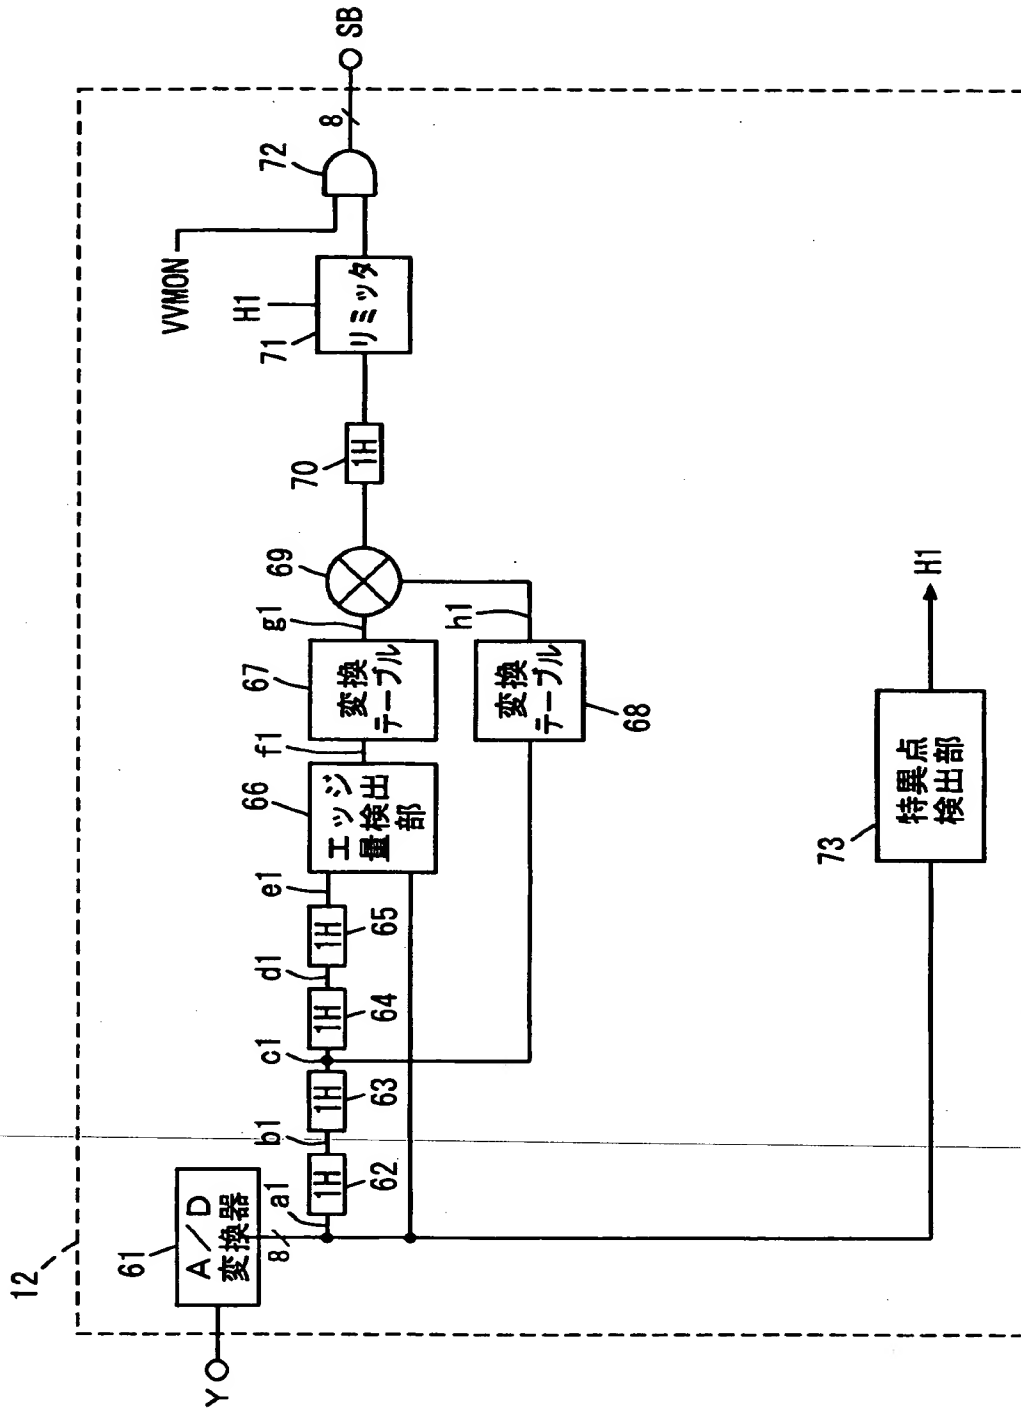 12
Y
61
A/D
変換器
8
a1
1H
62
b1
1H
63
c1
1H
64
d1
1H
65
e1
66
エッジ
量検出
部
f1
67
変換
テーブル
g1
変換
テーブル
68
h1
69
70
1H
71
リミッタ
H1
VVMON
72
8
SB
73
特異点
検出部
H1